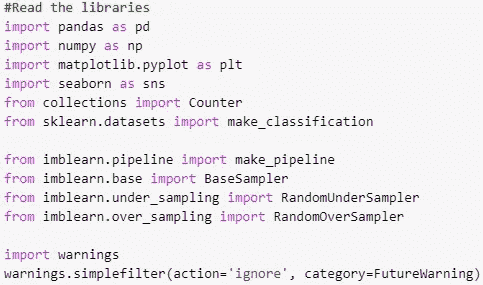 #Read the libraries
import pandas as pd
import numpy as np
import matplotlib.pyplot as plt
import seaborn as sns
from collections import Counter
from sklearn.datasets import make_classification
from imblearn.pipeline import make_pipeline
from imblearn.base import BaseSampler
from imblearn.under_sampling import RandomUnderSampler
from imblearn.over_sampling import RandomOverSampler
import warnings
warnings.simplefilter(action='ignore', category=FutureWarning)